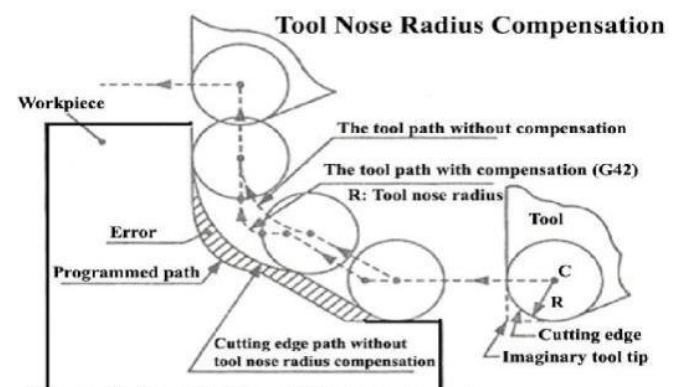 Tool Nose Radius Compensation
Workpiece
The tool path without compensation
The tool path with compensation (G42)
R: Tool nose radius
Tool
Error
Programmed path
C
R
Cutting edge path without
tool nose radius compensation
Cutting edge
Imaginary tool tip